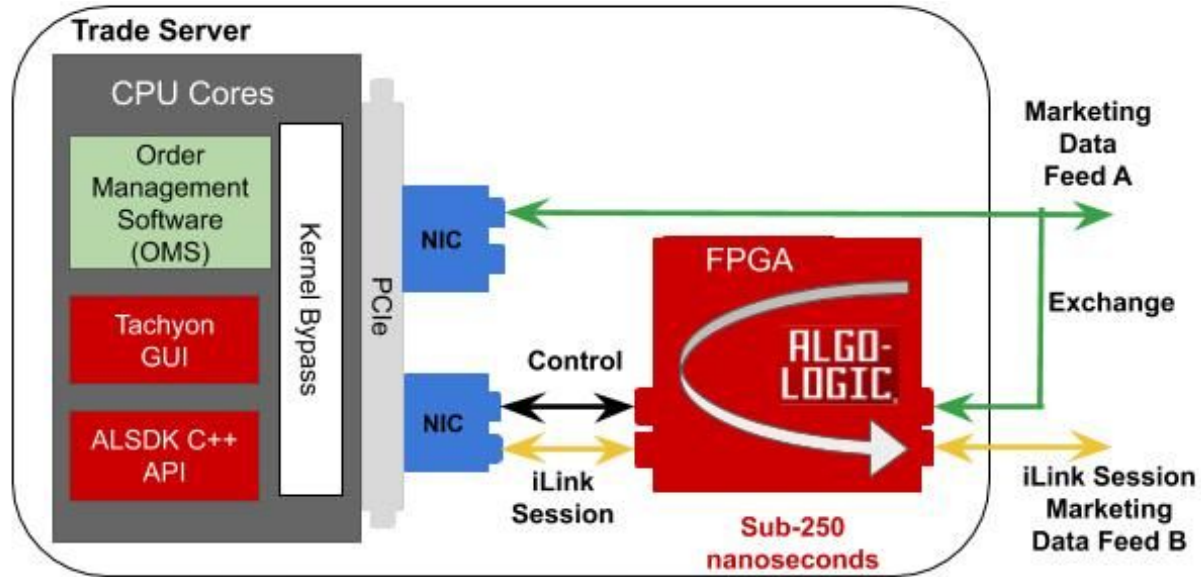 Trade Server
CPU Cores
Order
Management
Software
(OMS)
Tachyon
GUI
ALSDK C++
API
Kernel Bypass
PCIe
NIC
NIC
Control
iLink
Session
FPGA
ALGO-
LOGIC
Sub-250
nanoseconds
Marketing
Data
Feed A
Exchange
iLink Session
Marketing
Data Feed B